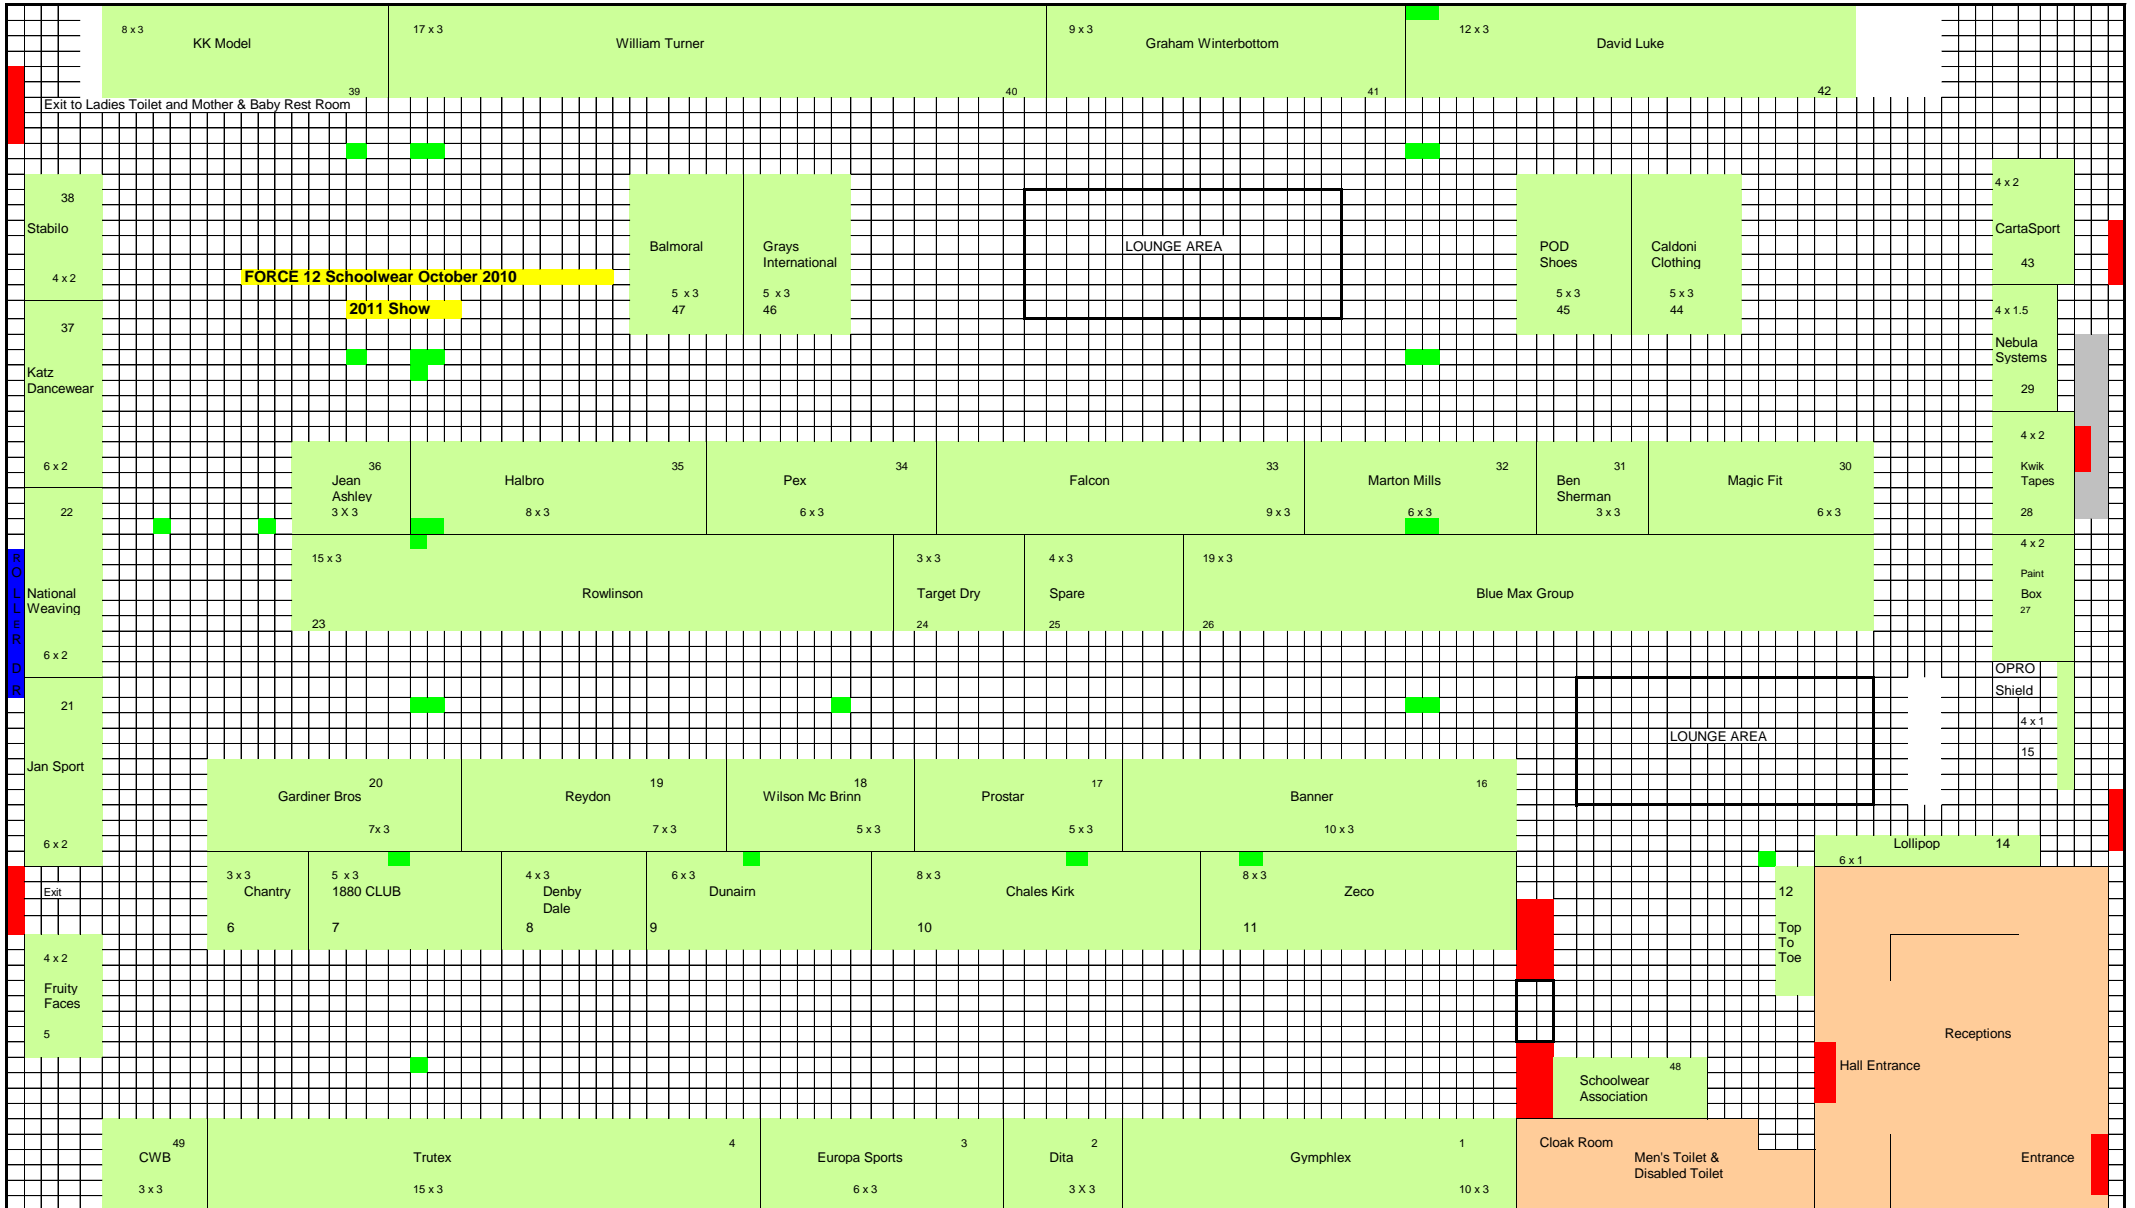 8 x 3
KK Model
39
17 x 3
William Turner
40
9 x 3
Graham Winterbottom
41
12 x 3
David Luke
42
Exit to Ladies Toilet and Mother & Baby Rest Room
38
Stabilo
4 x 2
FORCE 12 Schoolwear October 2010
2011 Show
Balmoral
5 x 3
47
Grays
International
5 x 3
46
LOUNGE AREA
POD
Shoes
5 x 3
45
Caldoni
Clothing
5 x 3
44
4 x 2
CartaSport
43
4 x 1.5
Nebula
Systems
29
37
Katz
Dancewear
6 x 2
36
Jean
Ashley
3 X 3
35
Halbro
8 x 3
34
Pex
6 x 3
33
Falcon
9 x 3
32
Marton Mills
6 x 3
31
Ben
Sherman
3 x 3
30
Magic Fit
6 x 3
4 x 2
Kwik
Tapes
28
22
National
Weaving
6 x 2
ROLLER DR
15 x 3
Rowlinson
23
3 x 3
Target Dry
24
4 x 3
Spare
25
19 x 3
Blue Max Group
26
4 x 2
Paint
Box
27
OPRO
Shield
4 x 1
15
21
Jan Sport
6 x 2
LOUNGE AREA
20
Gardiner Bros
7x 3
19
Reydon
7 x 3
18
Wilson Mc Brinn
5 x 3
17
Prostar
5 x 3
16
Banner
10 x 3
Lollipop 14
6 x 1
Exit
3 x 3
Chantry
6
5 x 3
1880 CLUB
7
4 x 3
Denby
Dale
8
6 x 3
Dunairn
9
8 x 3
Chales Kirk
10
8 x 3
Zeco
11
12
Top
To
Toe
4 x 2
Fruity
Faces
5
Receptions
Hall Entrance
48
Schoolwear
Association
49
CWB
3 x 3
4
Trutex
15 x 3
3
Europa Sports
6 x 3
2
Dita
3 X 3
1
Gymphlex
10 x 3
Cloak Room
Men's Toilet &
Disabled Toilet
Entrance